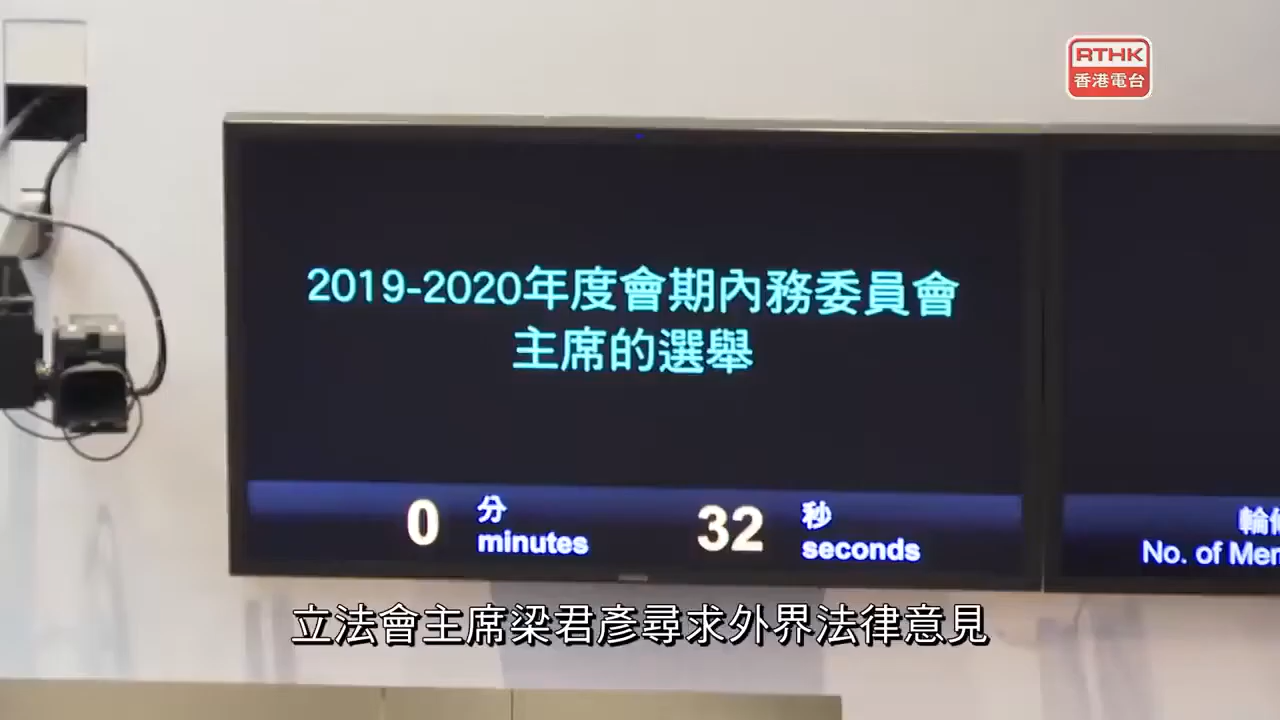 RTHK
香港電台
2019-2020年度會期內務委員會
主席的選舉
0 分 minutes 32 秒 seconds
No. of
立法會主席梁君彥尋求外界法律意見